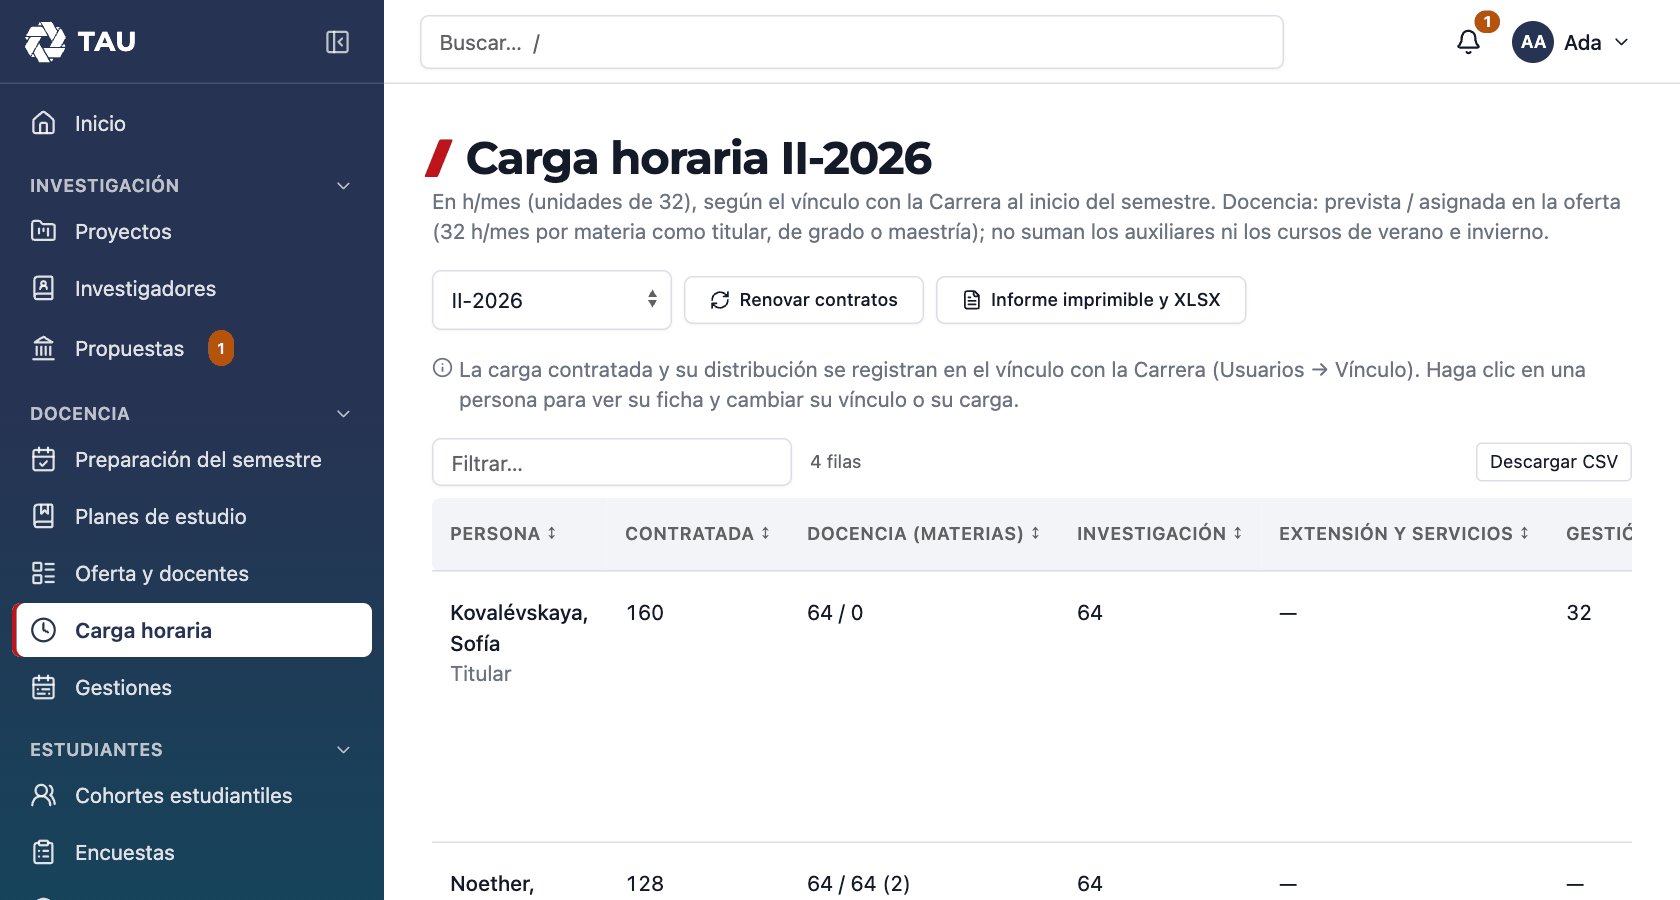 TAU
Buscar... /
1
AA Ada
Inicio
INVESTIGACIÓN
Proyectos
Investigadores
Propuestas 1
DOCENCIA
Preparación del semestre
Planes de estudio
Oferta y docentes
Carga horaria
Gestiones
ESTUDIANTES
Cohortes estudiantiles
Encuestas
Carga horaria II-2026
En h/mes (unidades de 32), según el vínculo con la Carrera al inicio del semestre. Docencia: prevista / asignada en la oferta
(32 h/mes por materia como titular, de grado o maestría); no suman los auxiliares ni los cursos de verano e invierno.
II-2026 Renovar contratos Informe imprimible y XLSX
La carga contratada y su distribución se registran en el vínculo con la Carrera (Usuarios → Vínculo). Haga clic en una
persona para ver su ficha y cambiar su vínculo o su carga.
Filtrar... 4 filas Descargar CSV
PERSONA ↕ CONTRATADA ↕ DOCENCIA (MATERIAS) ↕ INVESTIGACIÓN ↕ EXTENSIÓN Y SERVICIOS ↕ GESTIÓ
Kovalévskaya, 160 64 / 0 64 — 32
Sofía
Titular
Noether, 128 64 / 64 (2) 64 — —